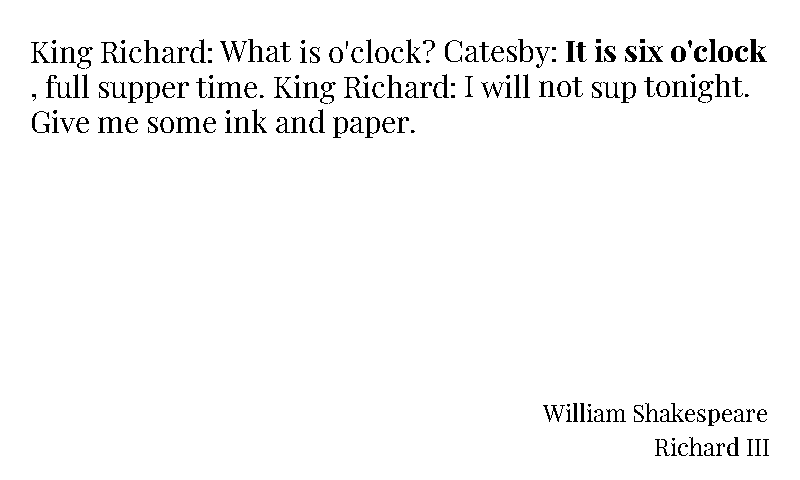 King Richard: What is o'clock? Catesby: It is six o'clock
, full supper time. King Richard: I will not sup tonight.
Give me some ink and paper.
William Shakespeare
Richard III